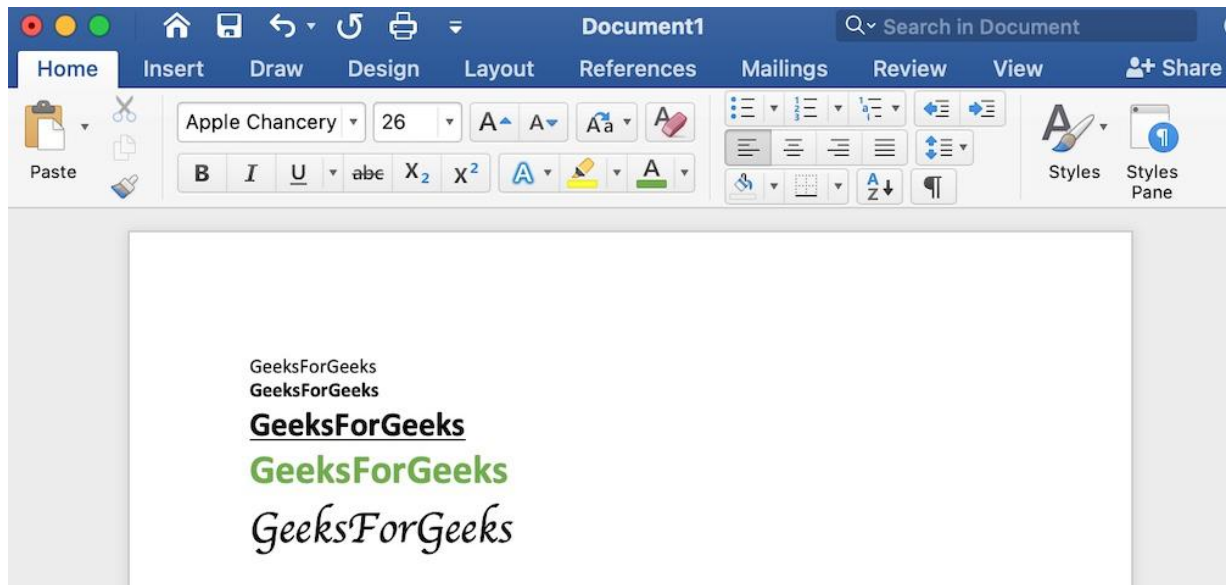 Document1
Search in Document
Home Insert Draw Design Layout References Mailings Review View Share
Apple Chancery 26 A A Aa A
Paste
B I U abc X2 X2 A A
A
Z
¶
Styles
Styles
Pane
GeeksForGeeks
GeeksForGeeks
GeeksForGeeks
GeeksForGeeks
GeeksForGeeks